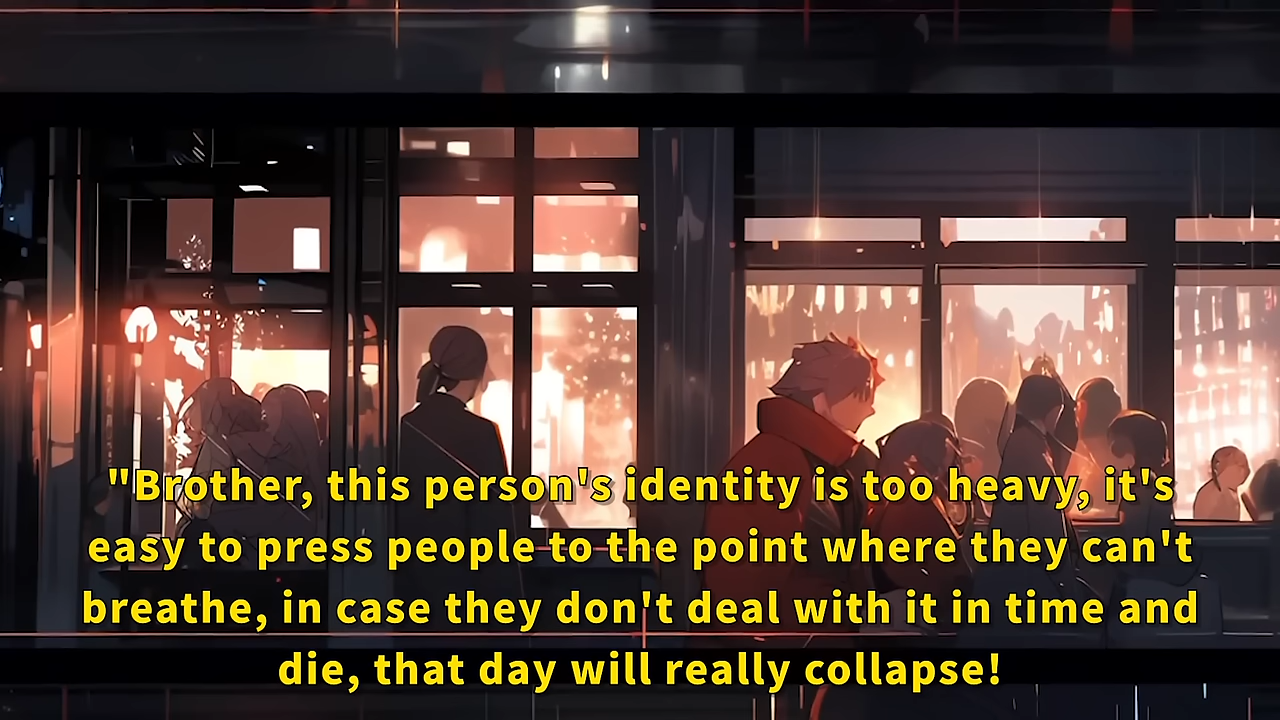 "Brother, this person's identity is too heavy, it's
easy to press people to the point where they can't
breathe, in case they don't deal with it in time and
die, that day will really collapse!